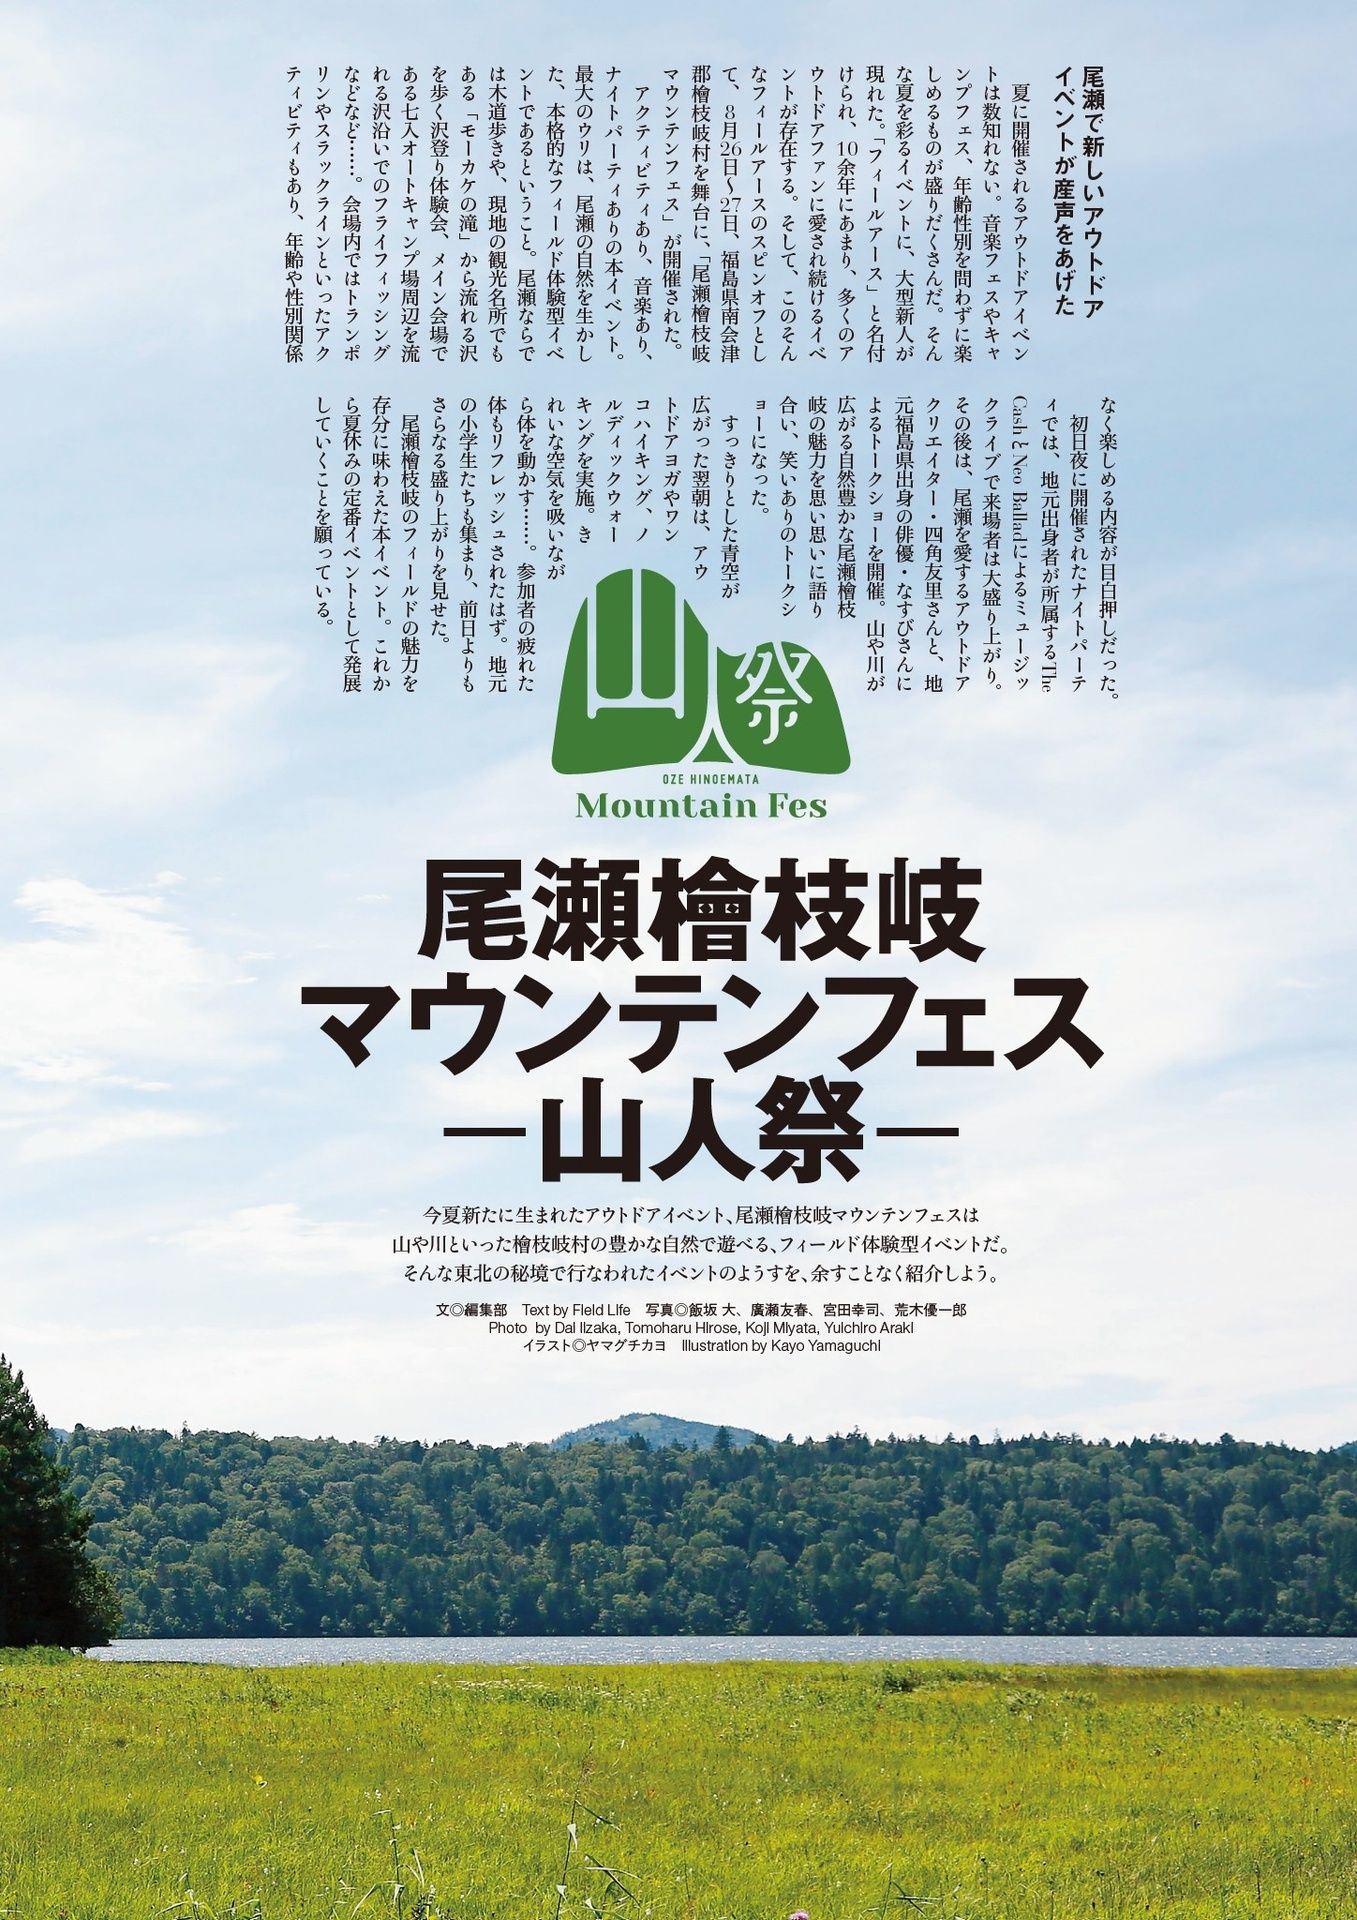 尾瀬で新しいアウトドア
イベントが産声をあげた
夏に開催されるアウトドアイベン
トは数知れない。音楽フェスやキャ
ンプフェス、年齢性別を問わずに楽
しめるものが盛りだくさんだ。そん
な夏を彩るイベントに、大型新人が
現れた。「フィールアース」と名付
けられ、10余年にあまり、多くのア
ウトドアファンに愛され続けるイベ
ントが存在する。そして、このそん
なフィールアースのスピンオフとし
て、8月26日〜27日、福島県南会津
郡檜枝岐村を舞台に、「尾瀬檜枝岐
マウンテンフェス」が開催された。
アクティビティあり、音楽あり、
ナイトパーティありの本イベント。
最大のウリは、尾瀬の自然を生かし
た、本格的なフィールド体験型イベ
ントであるということ。尾瀬ならで
は木道歩きや、現地の観光名所でも
ある「モーカケの滝」から流れる沢
を歩く沢登り体験会、メイン会場で
ある七入オートキャンプ場周辺を流
れる沢沿いでのフライフィッシング
などなど……。会場内ではトランポ
リンやスラックラインといったアク
ティビティもあり、年齢や性別関係
なく楽しめる内容が目白押しだった。
初日夜に開催されたナイトパーテ
ィでは、地元出身者が所属するThe
Cash と Neo Balladによるミュージッ
クライブで来場者は大盛り上がり。
その後は、尾瀬を愛するアウトドア
クリエイター・四角友里さんと、地
元福島県出身の俳優・なすびさんに
よるトークショーを開催。山や川が
広がる自然豊かな尾瀬檜枝
岐の魅力を思い思いに語り
合い、笑いありのトークシ
ョーになった。
すっきりとした青空が
広がった翌朝は、アウ
トドアヨガやワン
コハイキング、ノ
ルディックウォー
キングを実施。き
れいな空気を吸いなが
ら体を動かす……。参加者の疲れた
体もリフレッシュされたはず。地元
の小学生たちも集まり、前日よりも
さらなる盛り上がりを見せた。
尾瀬檜枝岐のフィールドの魅力を
存分に味わえた本イベント。これか
ら夏休みの定番イベントとして発展
していくことを願っている。
山人祭
OZE HINOEMATA
Mountain Fes
尾瀬檜枝岐
マウンテンフェス
—山人祭—
今夏新たに生まれたアウトドアイベント、尾瀬檜枝岐マウンテンフェスは
山や川といった檜枝岐村の豊かな自然で遊べる、フィールド体験型イベントだ。
そんな東北の秘境で行なわれたイベントのようすを、余すことなく紹介しよう。
文◎編集部　Text by Field Life　写真◎飯坂 大、廣瀬友春、宮田幸司、荒木優一郎
Photo by Dai Iizaka, Tomoharu Hirose, Koji Miyata, Yuichiro Araki
イラスト◎ヤマグチカヨ　Illustration by Kayo Yamaguchi